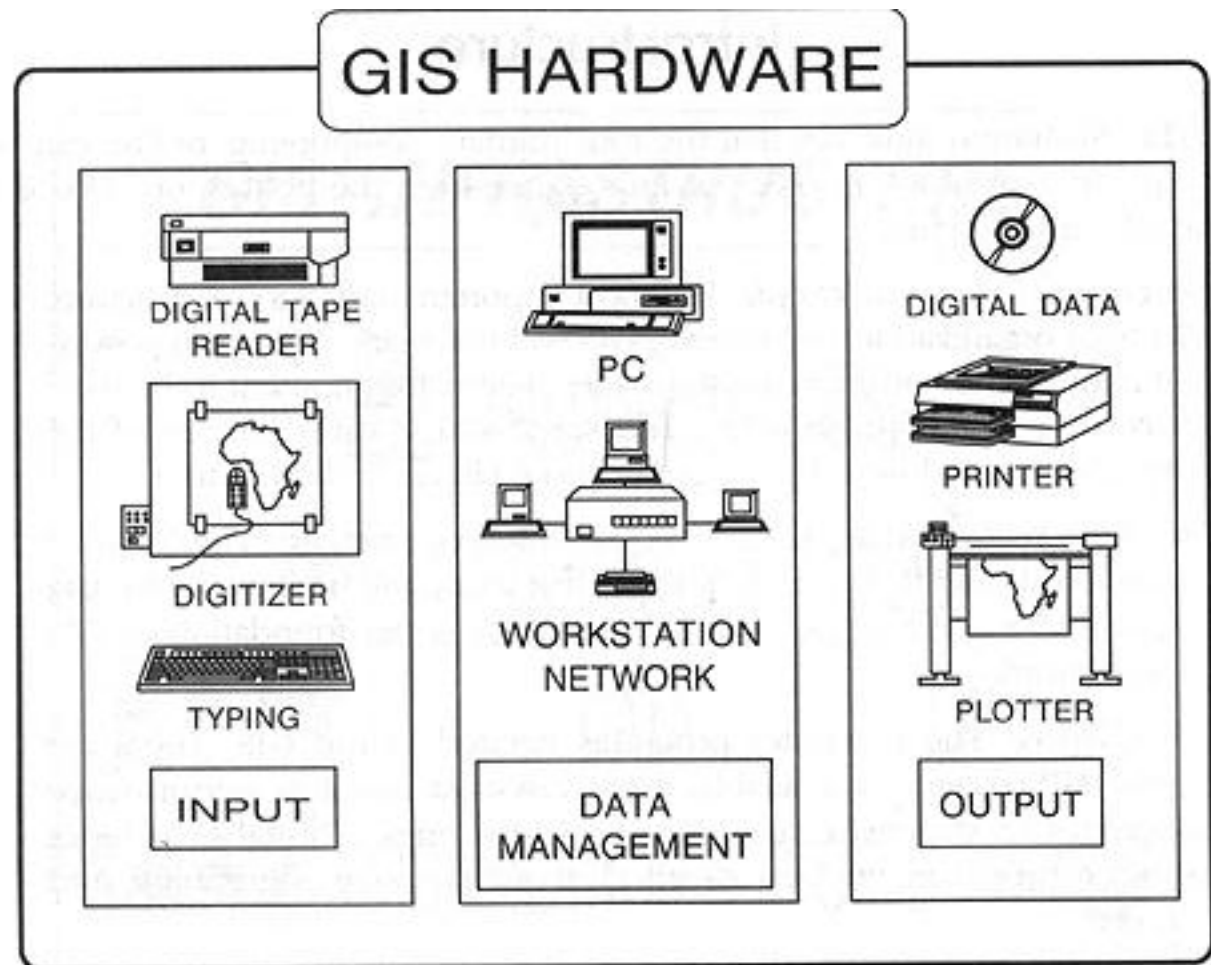 GIS HARDWARE
DIGITAL TAPE
READER
DIGITIZER
TYPING
INPUT
PC
WORKSTATION
NETWORK
DATA
MANAGEMENT
DIGITAL DATA
PRINTER
PLOTTER
OUTPUT